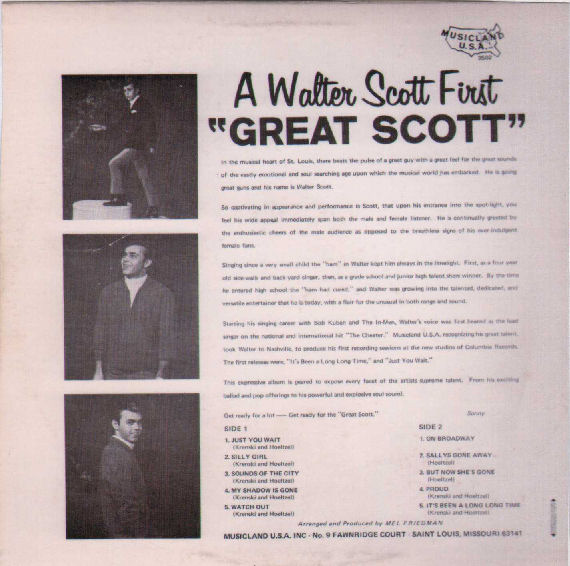 MUSICLAND
U.S.A.
3502
A Walter Scott First
"GREAT SCOTT"
In the musical heart of St. Louis, there beats the pulse of a great guy with a great feel for the great sounds
of the vastly emotional and soul searching age upon which the musical world has embarked. He is going
great guns and his name is Walter Scott.
So captivating in appearance and performance is Scott, that upon his entrance into the spot-light, you
feel his wide appeal immediately span both the male and female listener. He is continually greeted by
the enthusiastic cheers of the male audience as opposed to the breathless signs of his over-indulgent
female fans.
Singing since a very small child the "ham" in Walter kept him always in the limelight. First, as a four year
old side-walk and back yard singer, then, as a grade school and junior high talent show winner. By the time
he entered high school the "ham had cured," and Walter was growing into the talented, dedicated, and
versatile entertainer that he is today, with a flair for the unusual in both range and sound.
Starting his singing career with Bob Kuban and The In-Men, Walter's voice was first heard as the lead
singer on the national and international hit "The Cheater." Musicland U.S.A. recognizing his great talent,
took Walter to Nashville, to produce his first recording sessions at the new studios of Columbia Records.
The first releases were, "It's Been a Long Long Time," and "Just You Wait."
This expressive album is geared to expose every facet of the artists supreme talent. From his exciting
ballad and pop offerings to his powerful and explosive soul sound.
Get ready for a hit —— Get ready for the "Great Scott." Sonny
SIDE 1
1. JUST YOU WAIT
(Krenski and Hoeltzel)
2. SILLY GIRL
(Krenski and Hoeltzel)
3. SOUNDS OF THE CITY
(Krenski and Hoeltzel)
4. MY SHADOW IS GONE
(Krenski and Hoeltzel)
5. WATCH OUT
(Krenski and Hoeltzel)
SIDE 2
1. ON BROADWAY
2. SALLYS GONE AWAY
(Hoeltzel)
3. BUT NOW SHE'S GONE
(Hoeltzel)
4. PROUD
(Krenski and Hoeltzel)
5. IT'S BEEN A LONG LONG TIME
(Krenski and Hoeltzel)
Arranged and Produced by MEL FRIEDMAN
MUSICLAND U.S.A. INC - No. 9 FAWNRIDGE COURT - SAINT LOUIS, MISSOURI 63141